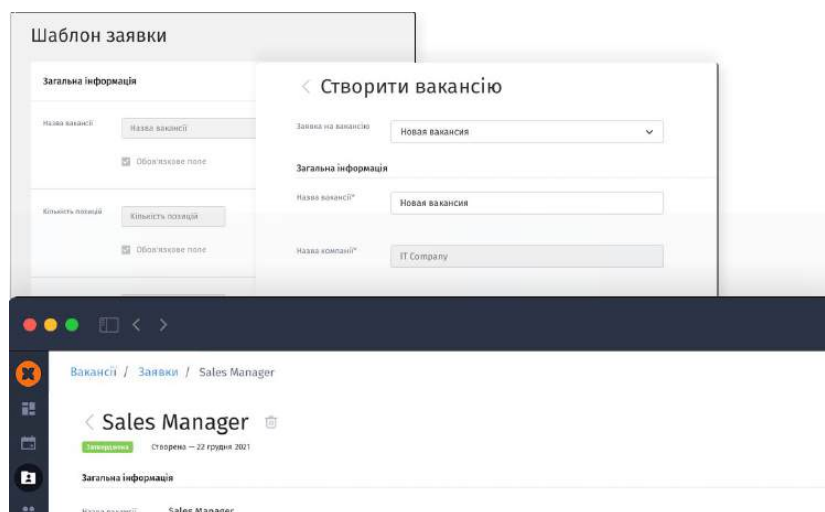 Шаблон заявки
Загальна інформація
Назва вакансії
Назва вакансії
Обов'язкове поле
Кількість позицій
Кількість позицій
Обов'язкове поле
Створити вакансію
Заявка на вакансію
Новая вакансия
Загальна інформація
Назва вакансії*
Новая вакансия
Назва компанії*
IT Company
Вакансії / Заявки / Sales Manager
Sales Manager
Затверджена Створена — 22 грудня 2021
Загальна інформація
Назва вакансії Sales Manager